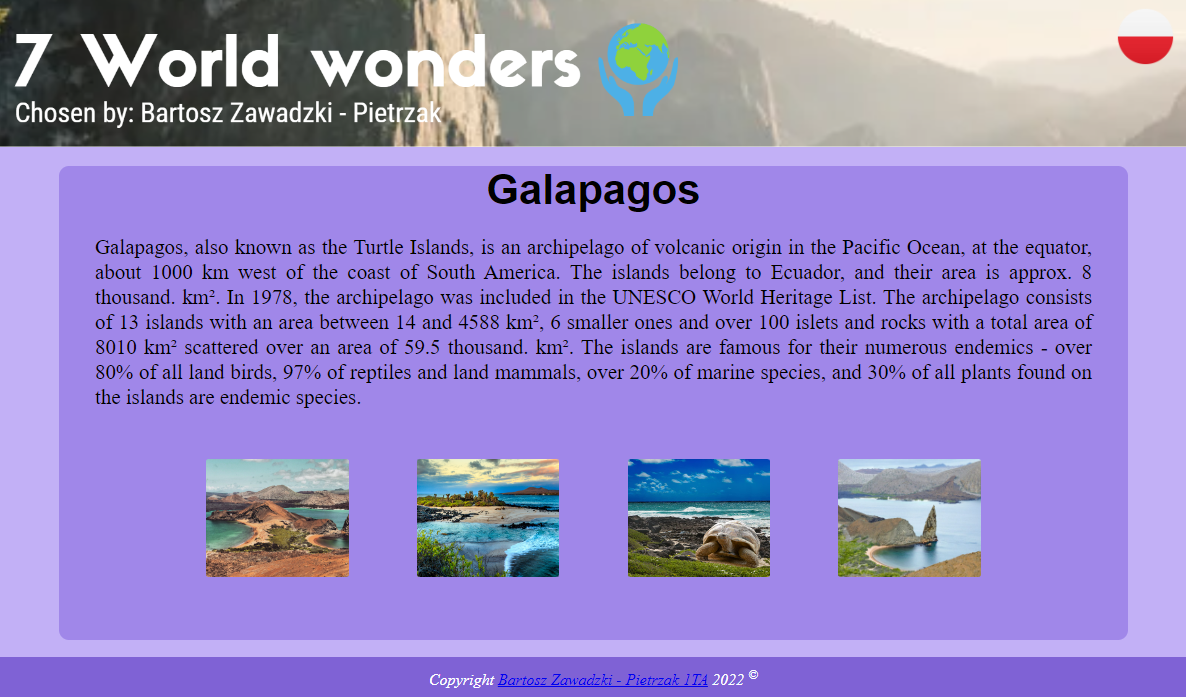 7 World wonders
Chosen by: Bartosz Zawadzki - Pietrzak
Galapagos
Galapagos, also known as the Turtle Islands, is an archipelago of volcanic origin in the Pacific Ocean, at the equator,
about 1000 km west of the coast of South America. The islands belong to Ecuador, and their area is approx. 8
thousand. km². In 1978, the archipelago was included in the UNESCO World Heritage List. The archipelago consists
of 13 islands with an area between 14 and 4588 km², 6 smaller ones and over 100 islets and rocks with a total area of
8010 km² scattered over an area of 59.5 thousand. km². The islands are famous for their numerous endemics - over
80% of all land birds, 97% of reptiles and land mammals, over 20% of marine species, and 30% of all plants found on
the islands are endemic species.
Copyright Bartosz Zawadzki - Pietrzak 1TA 2022 ©